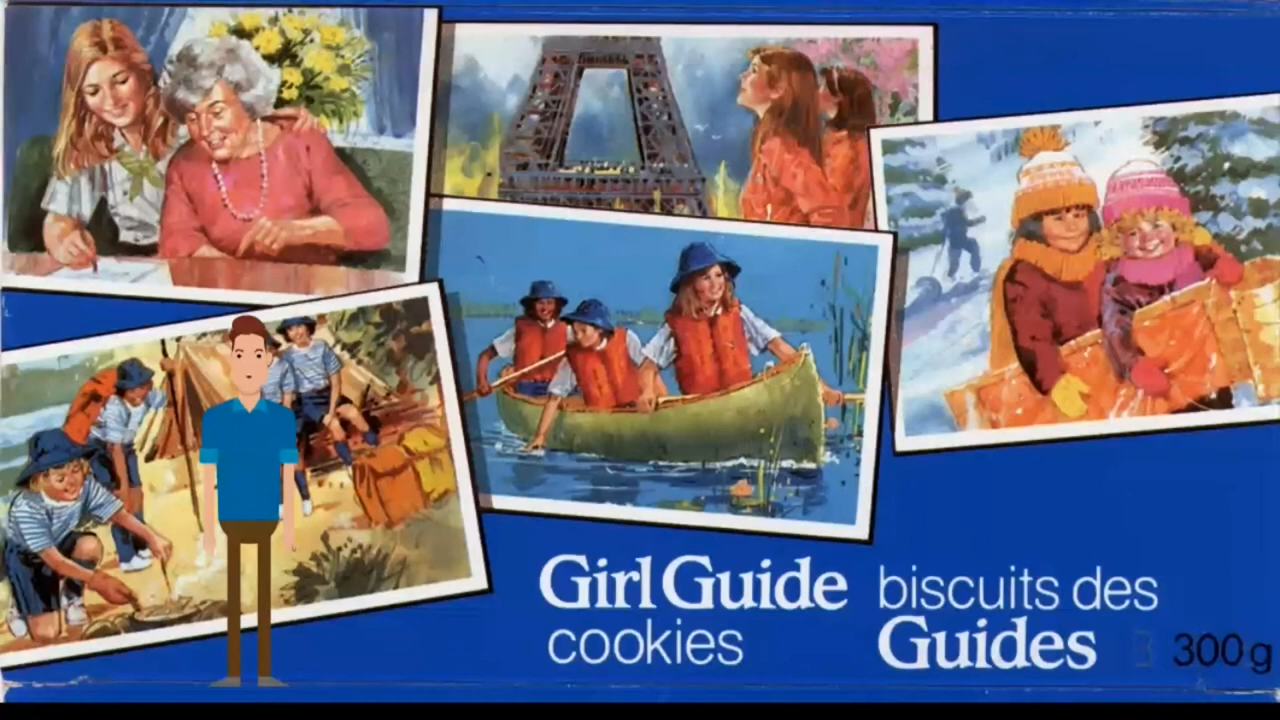 Girl Guide
cookies
biscuits des
Guides
300g